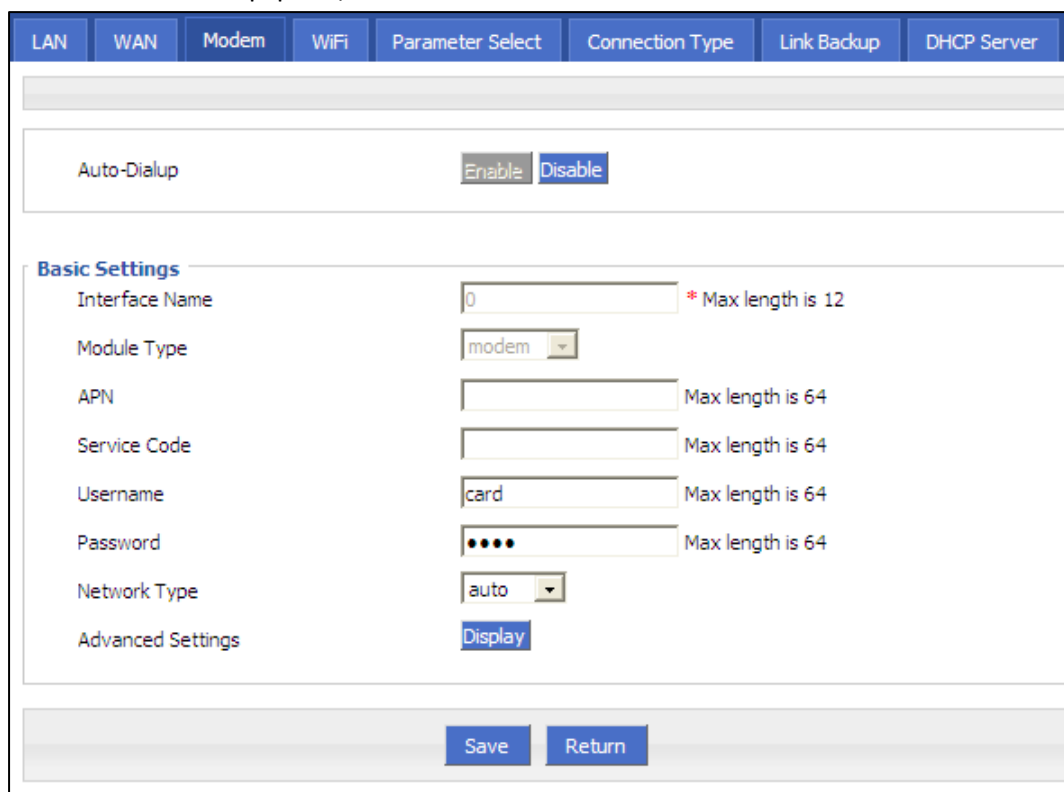 LAN WAN Modem WiFi Parameter Select Connection Type Link Backup DHCP Server
Auto-Dialup Enable Disable
Basic Settings
Interface Name 0 * Max length is 12
Module Type modem
APN Max length is 64
Service Code Max length is 64
Username card Max length is 64
Password •••• Max length is 64
Network Type auto
Advanced Settings Display
Save Return